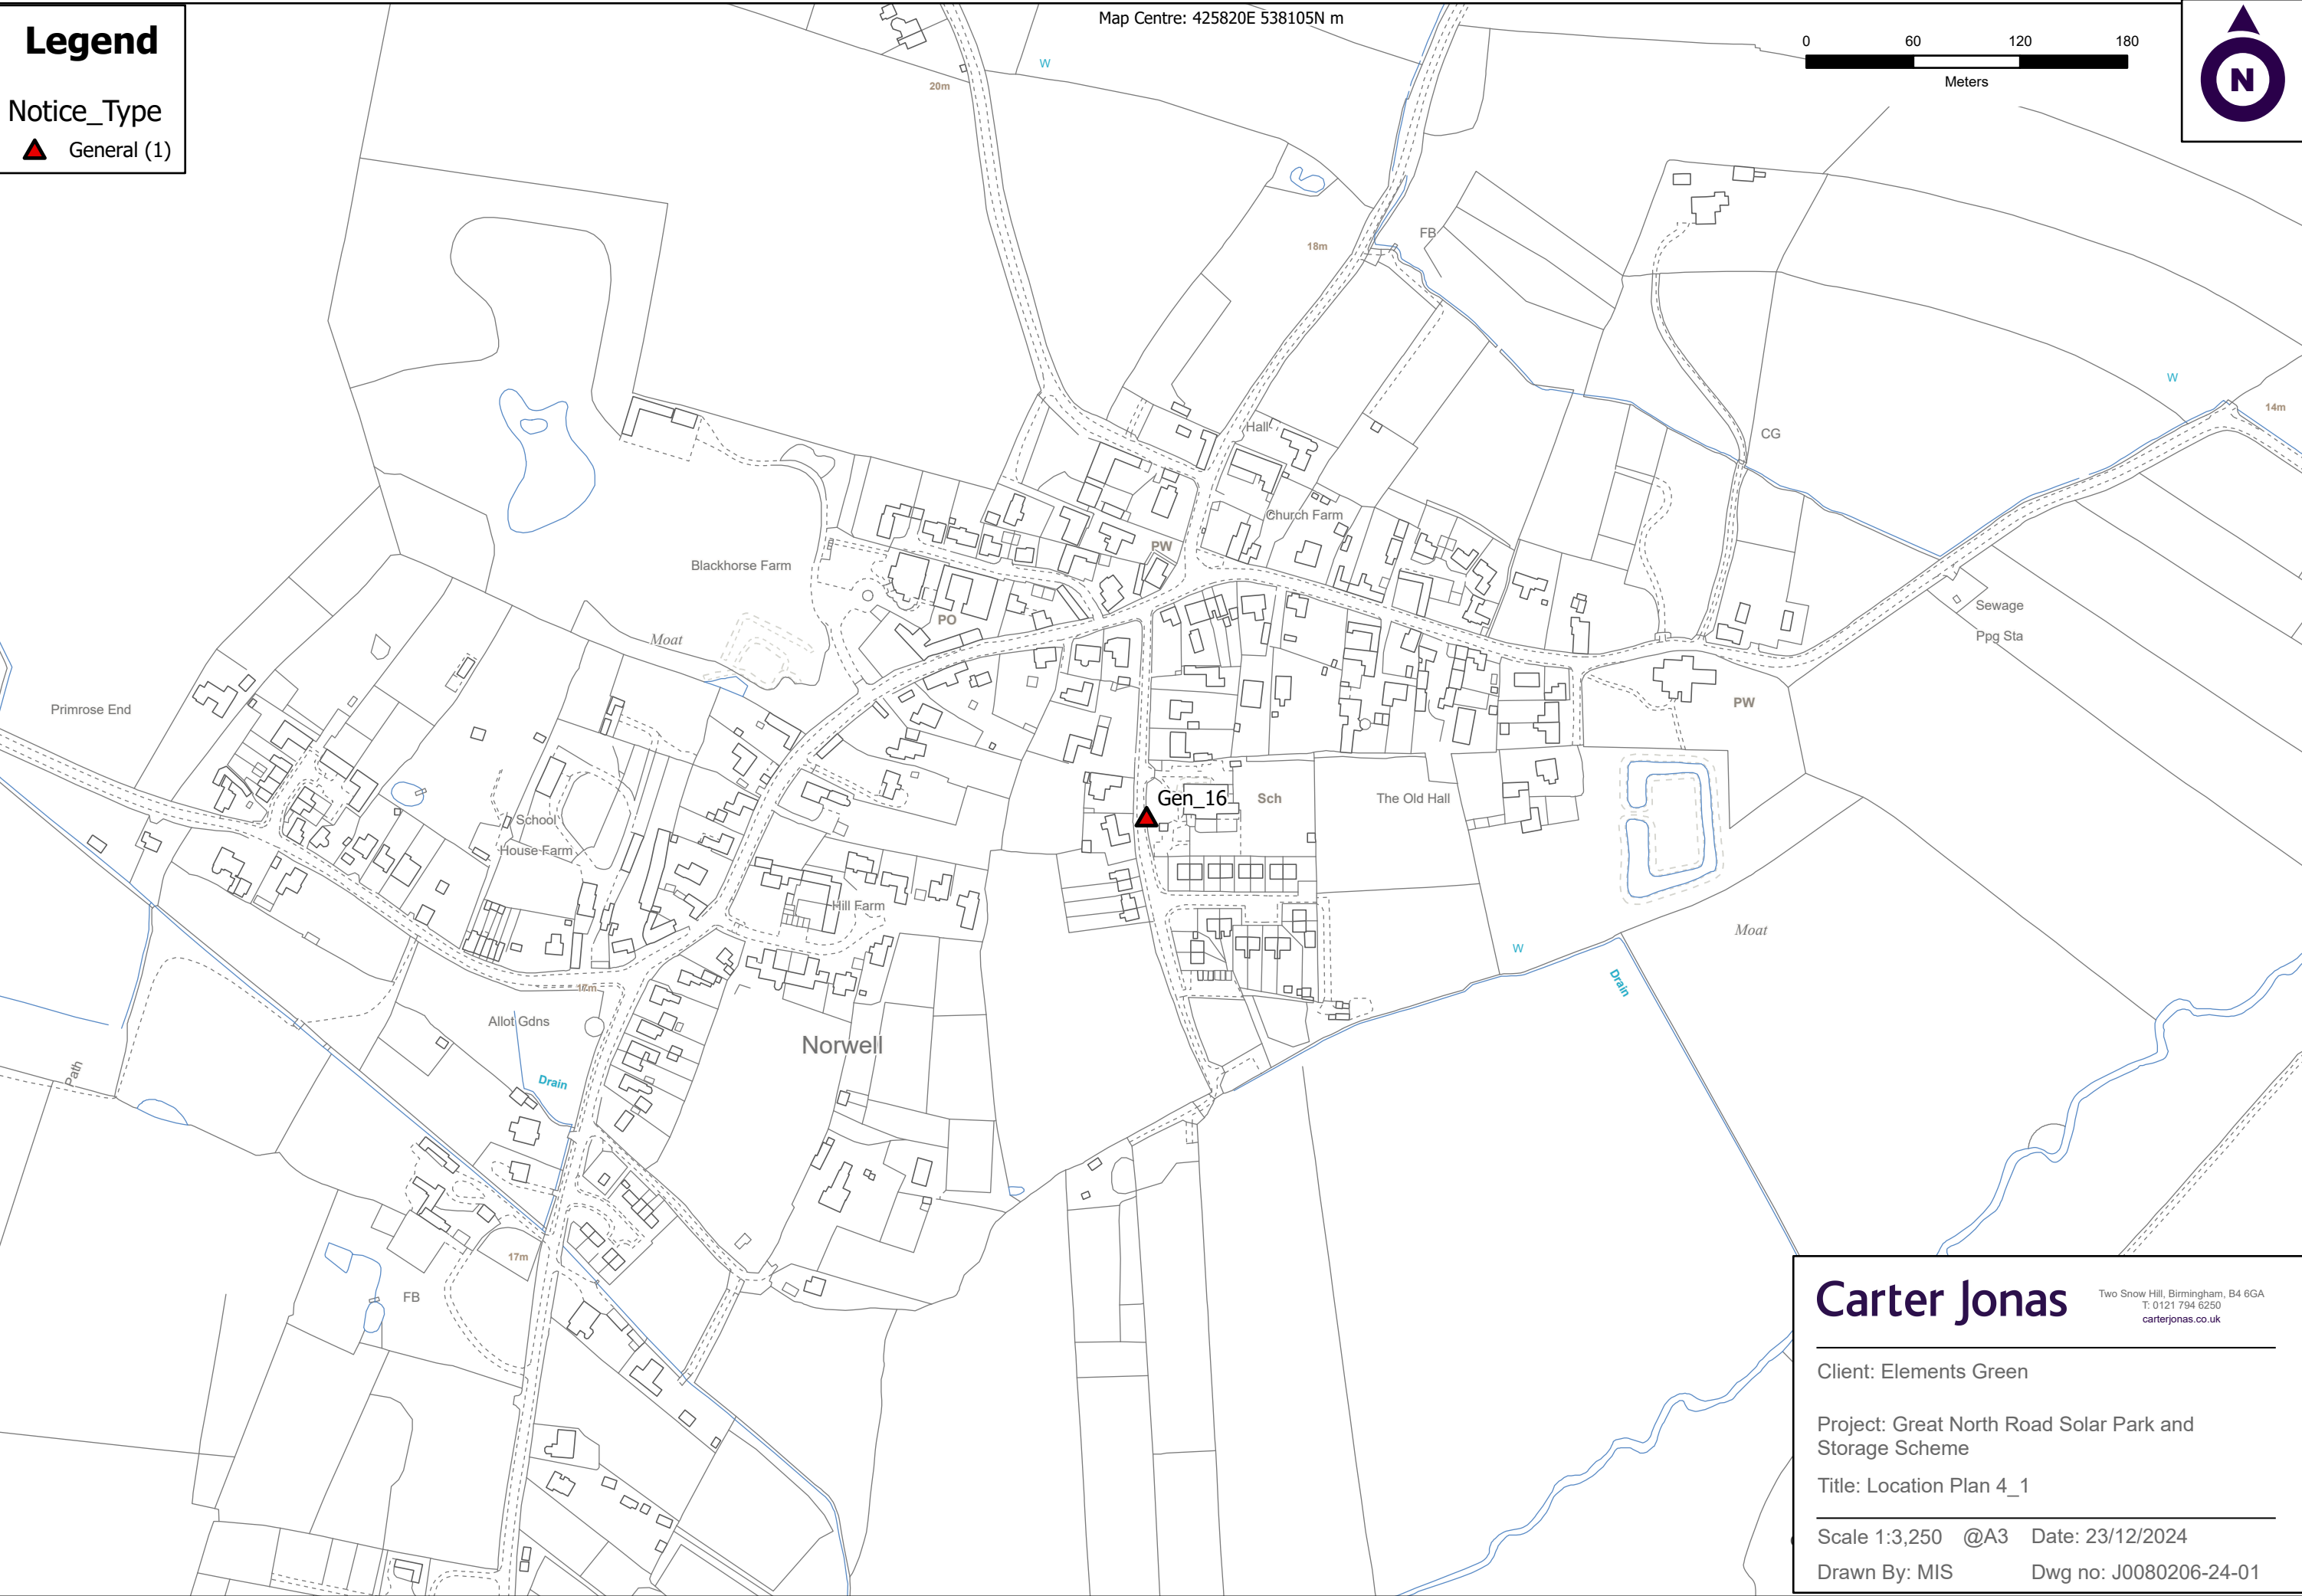 Map Centre: 425820E 538105N m
Legend
Notice_Type
General (1)
0 60 120 180
Meters
N
W
20m
18m
FB
W
14m
CG
Hall
Church Farm
PW
Blackhorse Farm
PO
Moat
Sewage
Ppg Sta
Primrose End
PW
Gen_16
Sch
The Old Hall
School
House Farm
Hill Farm
Moat
W
Drain
17m
Allot Gdns
Norwell
Path
Drain
17m
FB
Carter Jonas
Two Snow Hill, Birmingham, B4 6GA
T: 0121 794 6250
carterjonas.co.uk
Client: Elements Green
Project: Great North Road Solar Park and
Storage Scheme
Title: Location Plan 4_1
Scale 1:3,250 @A3 Date: 23/12/2024
Drawn By: MIS Dwg no: J0080206-24-01